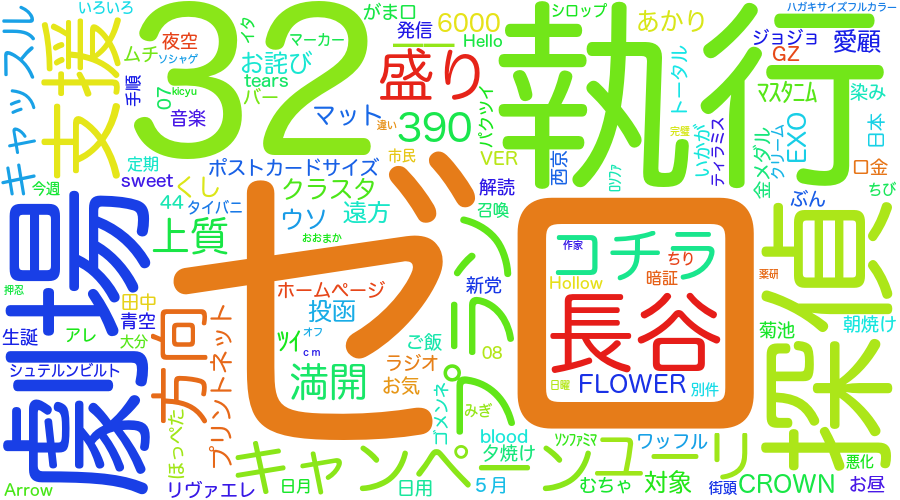 いろいろ
がま口
発信
6000
シロップ
あかり
ハガキサイズフルカラー
支援
32
執行
キャッスル
ムチ
夜空
ソシャゲ
イタ
マーカー
お詫び
Hello
盛り
ジョジョ
愛顧
GZ
手順
07
kicyu
tears
バー
パクツイ
トータル
マスタニム
染み
音楽
マット
違い
390
完璧
いかが
ティラミス
金メダル
クリーム
EXO
日本
定期
ポストカードサイズ
市民
VER
西京
ロソファ
口金
今週
sweet
くし
クラスタ
解読
ちび
劇場
44
タイバニ
ウソ
遠方
召喚
ぶん
探偵
上質
おおまか
ゼロ
プラン
作家
コチラ
ちり
押忍
田中
ホームページ
新党
Hollow
暗証
薬研
青空
方向
プリントネット
投函
長谷
菊池
朝焼け
生誕
アレ
大分
ツイ
オフ
cm
ご飯
08
シュテルンビルト
満開
ラジオ
お気
日曜
FLOWER
別件
ほっぺた
ゴメンネ
みぎ
blood
夕焼け
リンファミマ
ワッフル
キャンペーン
ユーリ
悪化
Arrow
リヴァエレ
日月
日用
5月
むちゃ
対象
街頭
CROWN
お昼